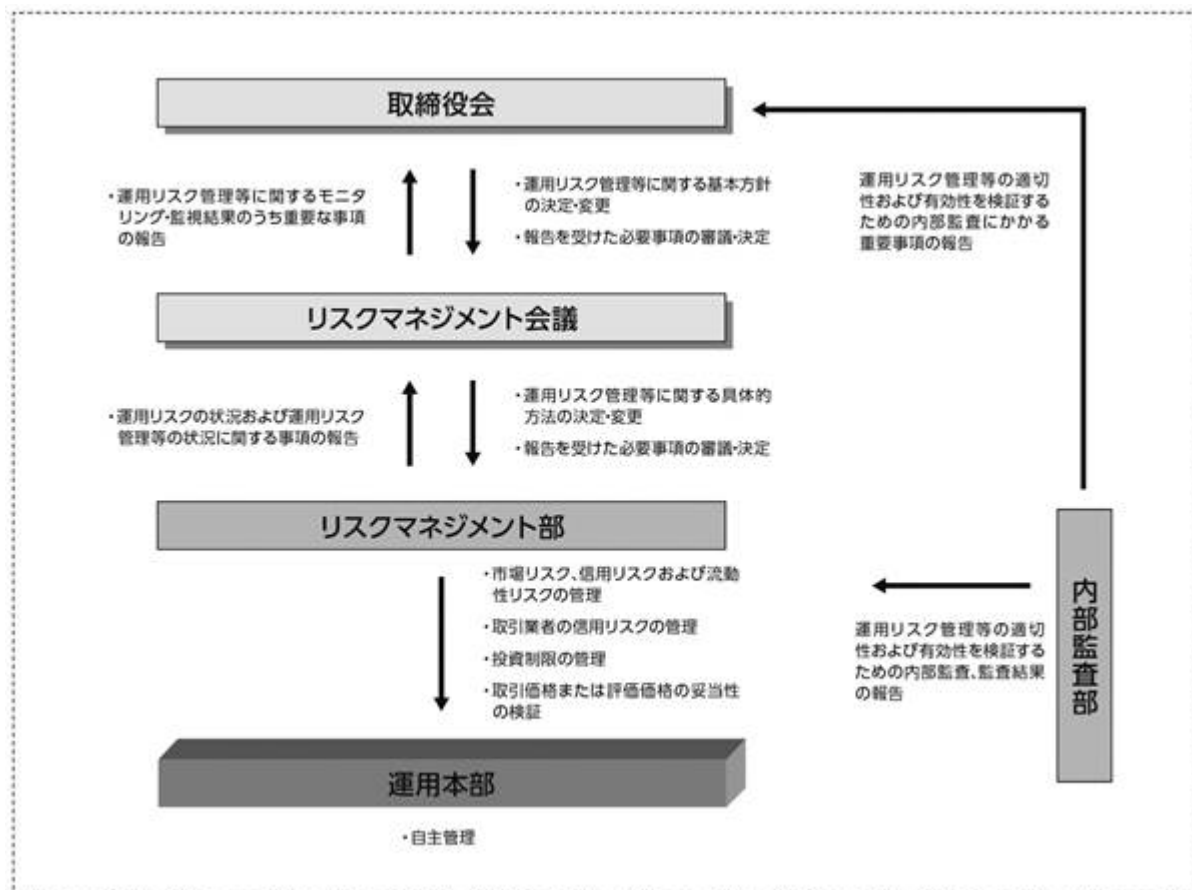 取締役会
・運用リスク管理等に関するモニタ
リング・監視結果のうち重要な事項
の報告
・運用リスク管理等に関する基本方針
の決定・変更
・報告を受けた必要事項の審議・決定
運用リスク管理等の適切
性および有効性を検証する
ための内部監査にかかる
重要事項の報告
リスクマネジメント会議
・運用リスクの状況および運用リスク
管理等の状況に関する事項の報告
・運用リスク管理等に関する具体的
方法の決定・変更
・報告を受けた必要事項の審議・決定
リスクマネジメント部
・市場リスク、信用リスクおよび流動
性リスクの管理
・取引業者の信用リスクの管理
・投資制限の管理
・取引価格または評価価格の妥当性
の検証
運用リスク管理等の適切
性および有効性を検証する
ための内部監査、監査結果
の報告
内部監査部
運用本部
・自主管理